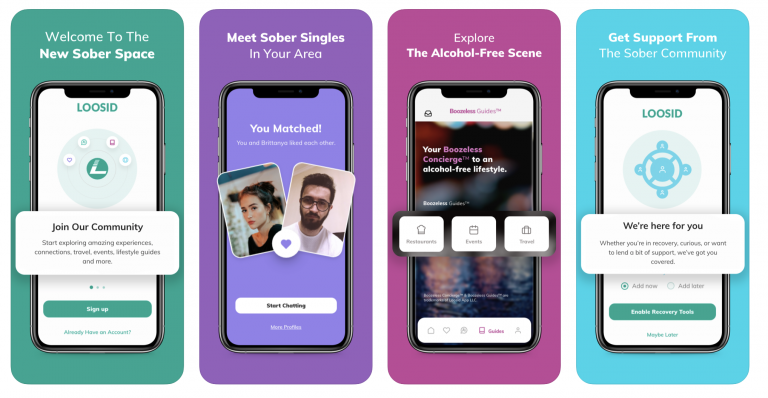 Welcome To The
New Sober Space
LOOSID
Join Our Community
Start exploring amazing experiences,
connections, travel, events, lifestyle guides
and more.
Sign up
Already Have an Account?
Meet Sober Singles
In Your Area
You Matched!
You and Brittanya liked each other.
Start Chatting
More Profiles
Explore
The Alcohol-Free Scene
Boozeless Guides™
Your Boozeless
Concierge™ to an
alcohol-free lifestyle.
Boozeless Guides™
Restaurants
Events
Travel
Boozeless Concierge™ & Boozeless Guides™ are
trademarks of Loosid App LLC.
Guides
Get Support From
The Sober Community
LOOSID
We're here for you
Whether you're in recovery, curious, or want
to lend a bit of support, we've got you
covered.
Add now
Add later
Enable Recovery Tools
Maybe Later